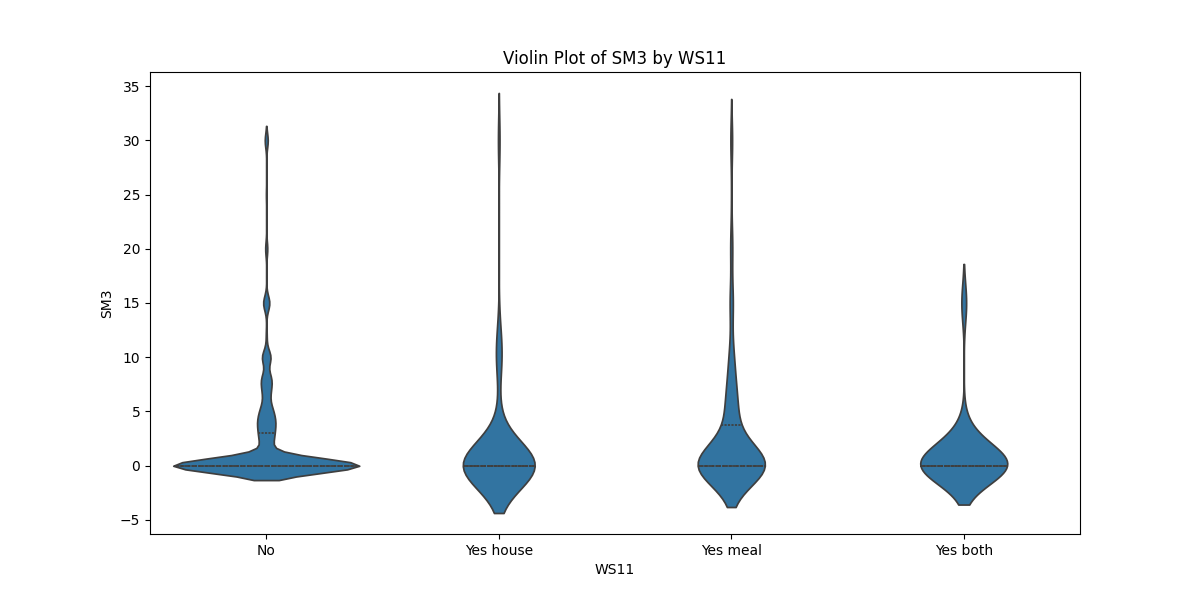 Violin Plot of SM3 by WS11
35
30
25
20
15
10
5
0
−5
SM3
No
Yes house
Yes meal
Yes both
WS11